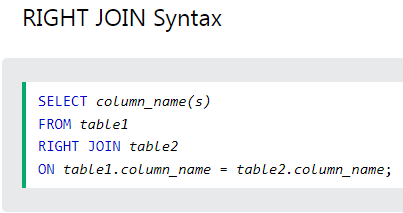 RIGHT JOIN Syntax
SELECT column_name(s)
FROM table1
RIGHT JOIN table2
ON table1.column_name = table2.column_name;